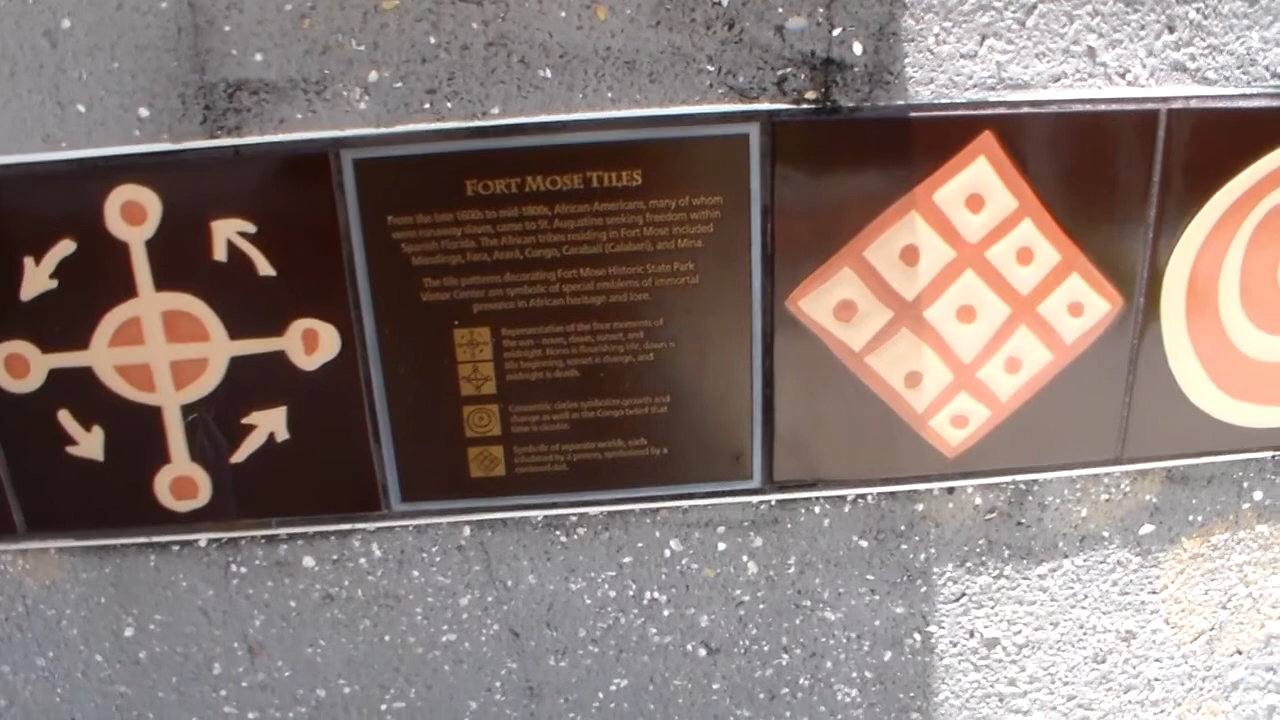 FORT MOSE TILES
From the late 1600s to mid-1800s, African-Americans, many of whom
were runaway slaves, came to St. Augustine seeking freedom within
Spanish Florida. The African tribes residing in Fort Mose included
Mandinga, Fara, Arará, Congo, Carabalí (Calabari), and Mina.
The tile patterns decorating Fort Mose Historic State Park
Visitor Center are symbolic of special emblems of immortal
presence in African heritage and lore.
Representative of the four moments of
the sun - noon, dawn, sunset, and
midnight. Noon is flourishing life, dawn is
life beginning, sunset is change, and
midnight is death.
Concentric circles symbolize growth and
change as well as the Congo belief that
time is circular.
Symbolic of separate worlds, each
inhabited by a person, symbolized by a
centered dot.